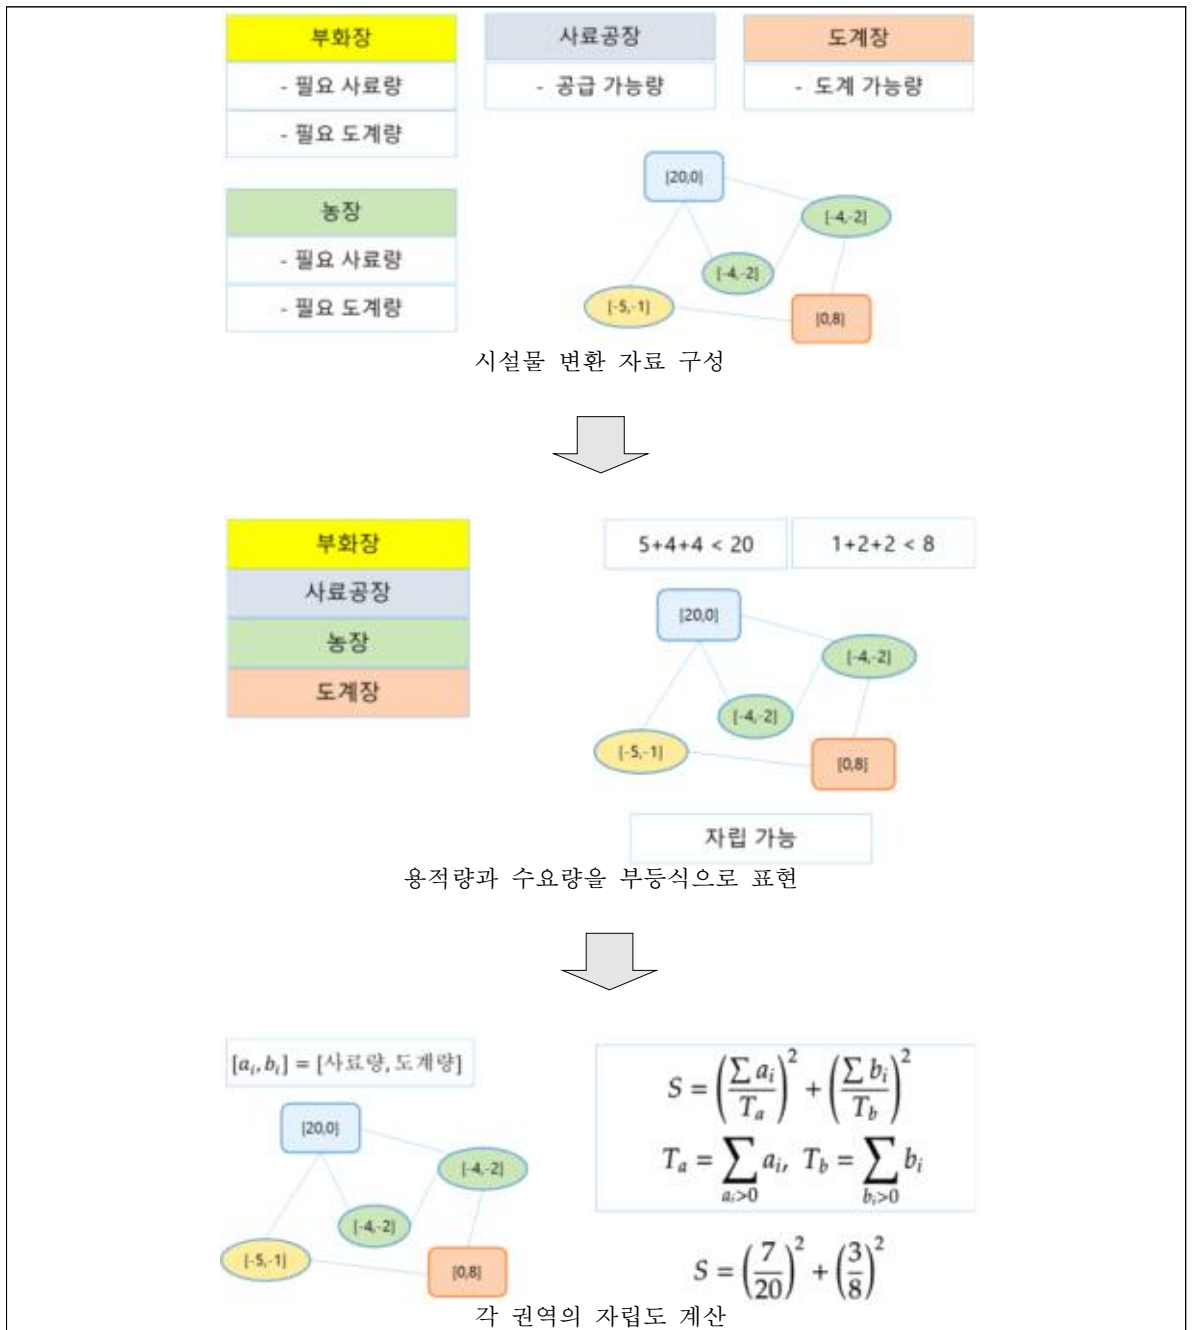 부화장
- 필요 사료량
- 필요 도계량
사료공장
- 공급 가능량
도계장
- 도계 가능량
농장
- 필요 사료량
- 필요 도계량
[20,0]
[-4,-2]
[-4,-2]
[-5,-1]
[0,8]
시설물 변환 자료 구성
부화장
사료공장
농장
도계장
5+4+4 < 20
1+2+2 < 8
[20,0]
[-4,-2]
[-4,-2]
[-5,-1]
[0,8]
자립 가능
용적량과 수요량을 부등식으로 표현
[a_i, b_i] = [사료량, 도계량]
[20,0]
[-4,-2]
[-4,-2]
[-5,-1]
[0,8]
S = (∑ a_i / T_a)² + (∑ b_i / T_b)²
T_a = ∑_{a_i>0} a_i, T_b = ∑_{b_i>0} b_i
S = (7/20)² + (3/8)²
각 권역의 자립도 계산